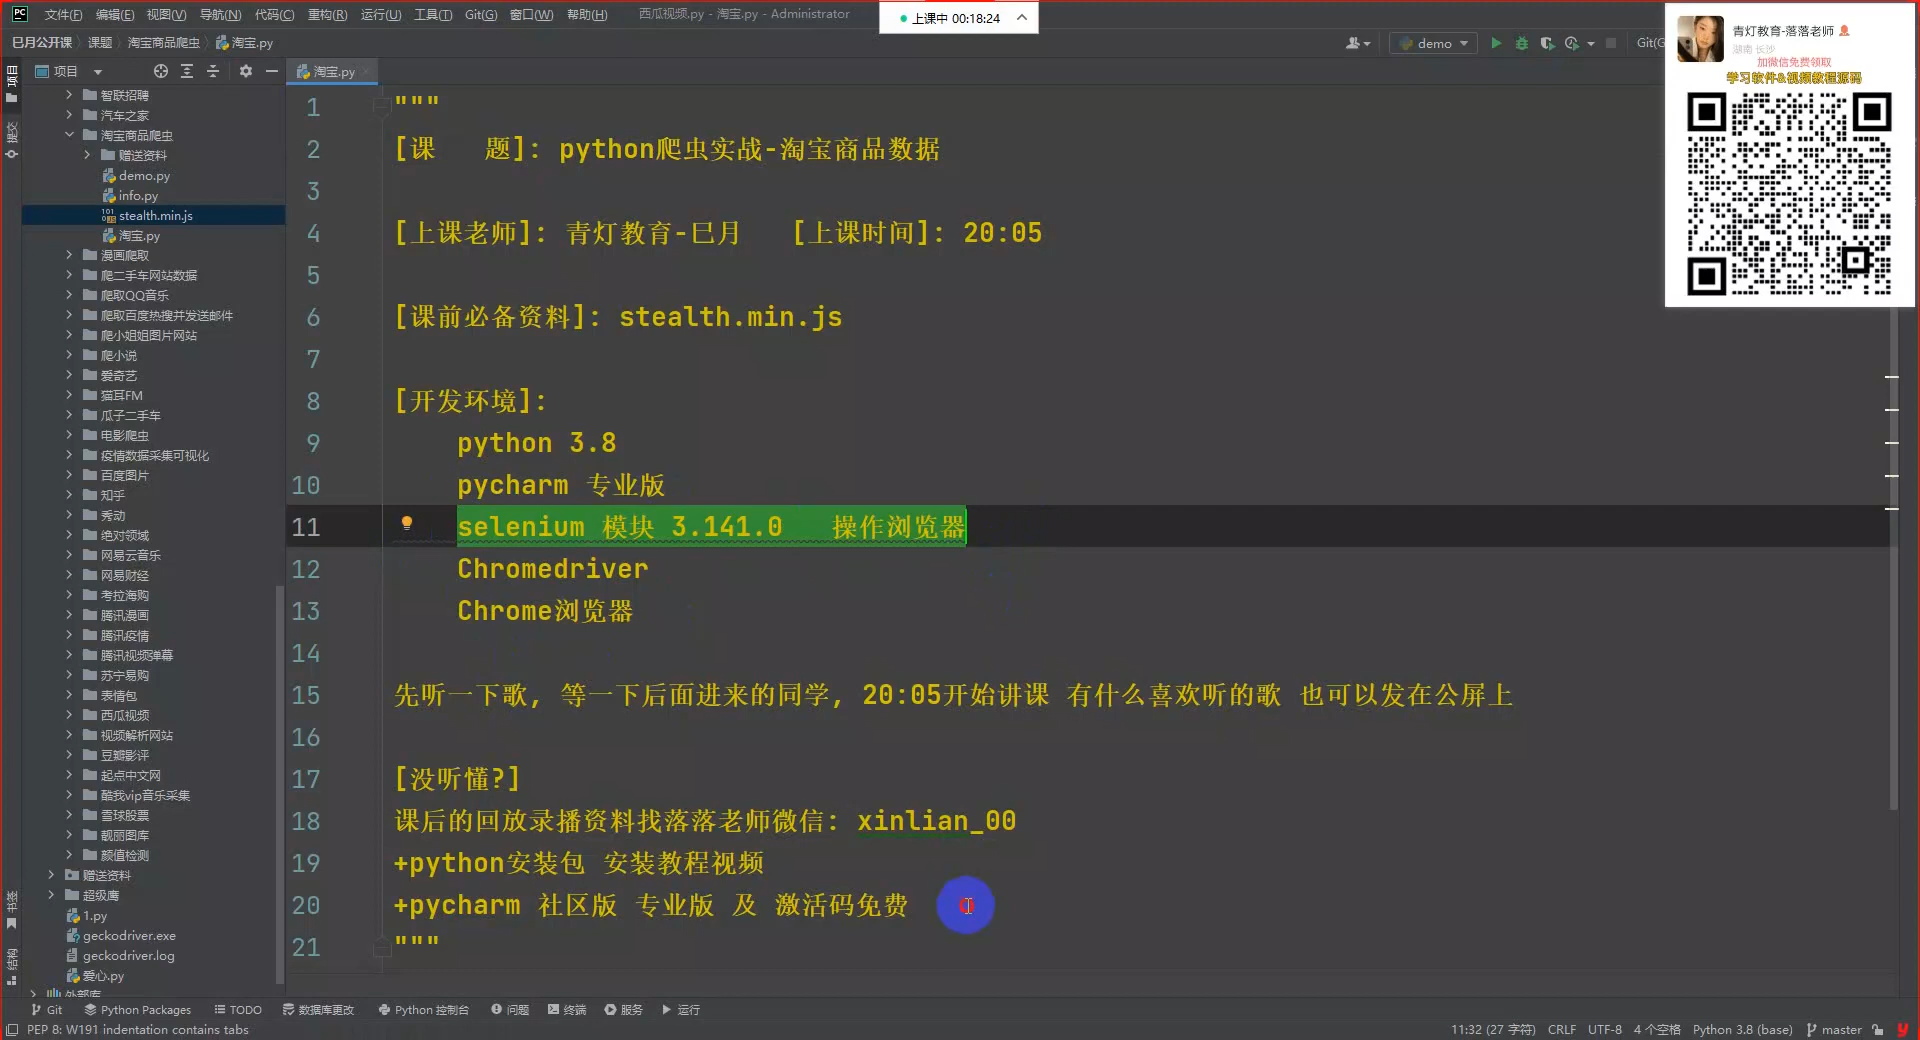 文件(F) 编辑(E) 视图(V) 导航(N) 代码(C) 重构(R) 运行(U) 工具(T) Git(G) 窗口(W) 帮助(H) 西瓜视频.py - 淘宝.py - Administrator
上课中 00:18:24
巳月公开课 课题 淘宝商品爬虫 淘宝.py
demo
Git(G
青灯教育-落落老师
湖南 长沙
加微信免费领取
学习软件&视频教程源码
项目
淘宝.py
项目
提交
书签
结构
智联招聘
汽车之家
淘宝商品爬虫
赠送资料
demo.py
info.py
stealth.min.js
淘宝.py
漫画爬取
爬二手车网站数据
爬取QQ音乐
爬取百度热搜并发送邮件
爬小姐姐图片网站
爬小说
爱奇艺
猫耳FM
瓜子二手车
电影爬虫
疫情数据采集可视化
百度图片
知乎
秀动
绝对领域
网易云音乐
网易财经
考拉海购
腾讯漫画
腾讯疫情
腾讯视频弹幕
苏宁易购
表情包
西瓜视频
视频解析网站
豆瓣影评
起点中文网
酷我vip音乐采集
雪球股票
靓丽图库
颜值检测
赠送资料
超级鹰
1.py
geckodriver.exe
geckodriver.log
爱心.py
外部库
1 """
2 [课 题]: python爬虫实战-淘宝商品数据
3
4 [上课老师]: 青灯教育-巳月 [上课时间]: 20:05
5
6 [课前必备资料]: stealth.min.js
7
8 [开发环境]:
9 python 3.8
10 pycharm 专业版
11 selenium 模块 3.141.0 操作浏览器
12 Chromedriver
13 Chrome浏览器
14
15 先听一下歌, 等一下后面进来的同学, 20:05开始讲课 有什么喜欢听的歌 也可以发在公屏上
16
17 [没听懂?]
18 课后的回放录播资料找落落老师微信: xinlian_00
19 +python安装包 安装教程视频
20 +pycharm 社区版 专业版 及 激活码免费
21 """
Git Python Packages TODO 数据库更改 Python 控制台 问题 终端 服务 运行
PEP 8: W191 indentation contains tabs
11:32 (27 字符) CRLF UTF-8 4 个空格 Python 3.8 (base) master